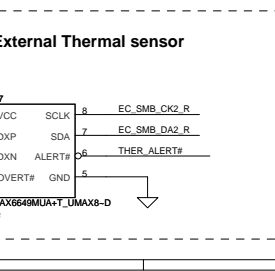 External Thermal sensor
7
VCC SCLK 8 EC_SMB_CK2_R
DXP SDA 7 EC_SMB_DA2_R
DXN ALERT# 6 THER_ALERT#
OVERT# GND 5
AX6649MUA+T_UMAX8-D